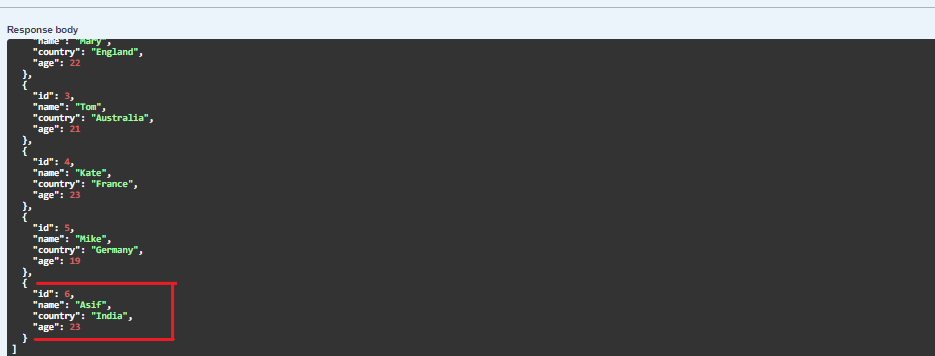 Response body
"name": "Mary",
"country": "England",
"age": 22
},
{
"id": 3,
"name": "Tom",
"country": "Australia",
"age": 21
},
{
"id": 4,
"name": "Kate",
"country": "France",
"age": 23
},
{
"id": 5,
"name": "Mike",
"country": "Germany",
"age": 19
},
{
"id": 6,
"name": "Asif",
"country": "India",
"age": 23
}
]